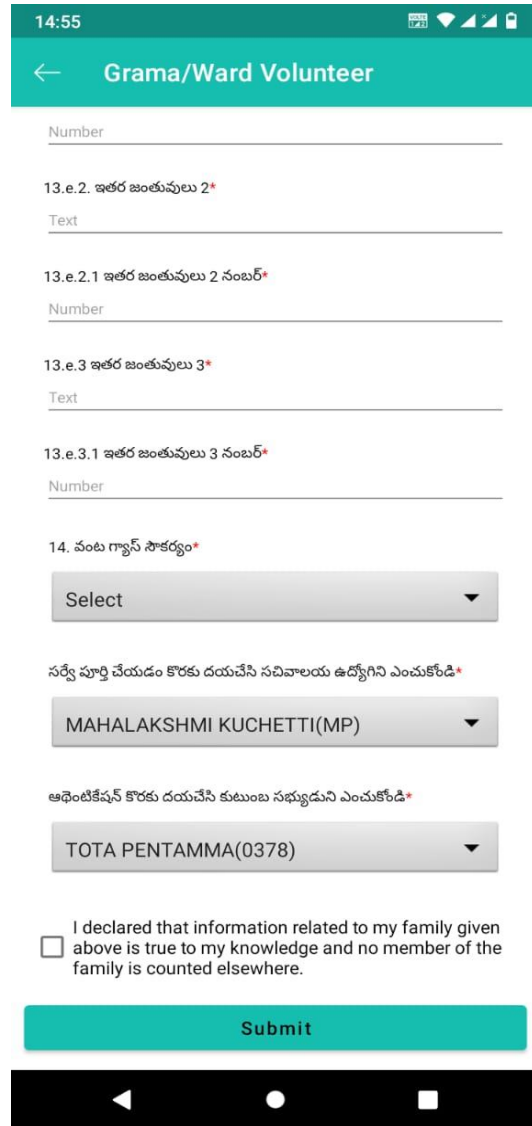 14:55
Grama/Ward Volunteer
Number
13.e.2. ఇతర జంతువులు 2*
Text
13.e.2.1 ఇతర జంతువులు 2 నంబర్*
Number
13.e.3 ఇతర జంతువులు 3*
Text
13.e.3.1 ఇతర జంతువులు 3 నంబర్*
Number
14. వంట గ్యాస్ సౌకర్యం*
Select
సర్వే పూర్తి చేయడం కొరకు దయచేసి సచివాలయ ఉద్యోగిని ఎంచుకోండి*
MAHALAKSHMI KUCHETTI(MP)
ఆథెంటికేషన్ కొరకు దయచేసి కుటుంబ సభ్యుడుని ఎంచుకోండి*
TOTA PENTAMMA(0378)
I declared that information related to my family given
above is true to my knowledge and no member of the
family is counted elsewhere.
Submit